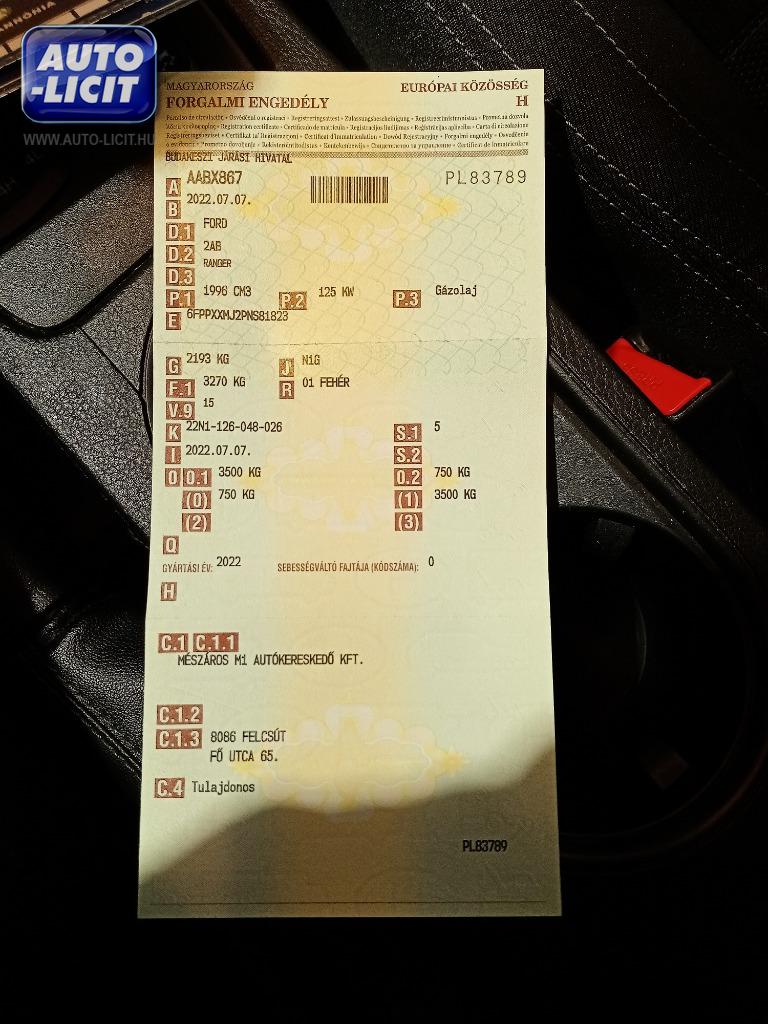 ANNONIA
AUTO
-LICIT
WWW.AUTO-LICIT.HU
MAGYARORSZÁG EURÓPAI KÖZÖSSÉG
FORGALMI ENGEDÉLY H
BUDAKESZI JÁRÁSI HIVATAL
A AABX867 PL83789
B 2022.07.07.
D.1 FORD
D.2 2AB
RANGER
D.3
P.1 1996 CM3 P.2 125 KW P.3 Gázolaj
E 6FPPXXMJ2PNS81823
G 2193 KG J N1G
F.1 3270 KG R 01 FEHÉR
V.9 15
K 22N1-126-048-026 S.1 5
I 2022.07.07. S.2
O O.1 3500 KG O.2 750 KG
(0) 750 KG (1) 3500 KG
(2) (3)
Q
GYÁRTÁSI ÉV: 2022 SEBESSÉGVÁLTÓ FAJTÁJA (KÓDSZÁMA): 0
H
C.1 C.1.1
MÉSZÁROS M1 AUTÓKERESKEDŐ KFT.
C.1.2
C.1.3 8086 FELCSÚT
FŐ UTCA 65.
C.4 Tulajdonos
PL83789